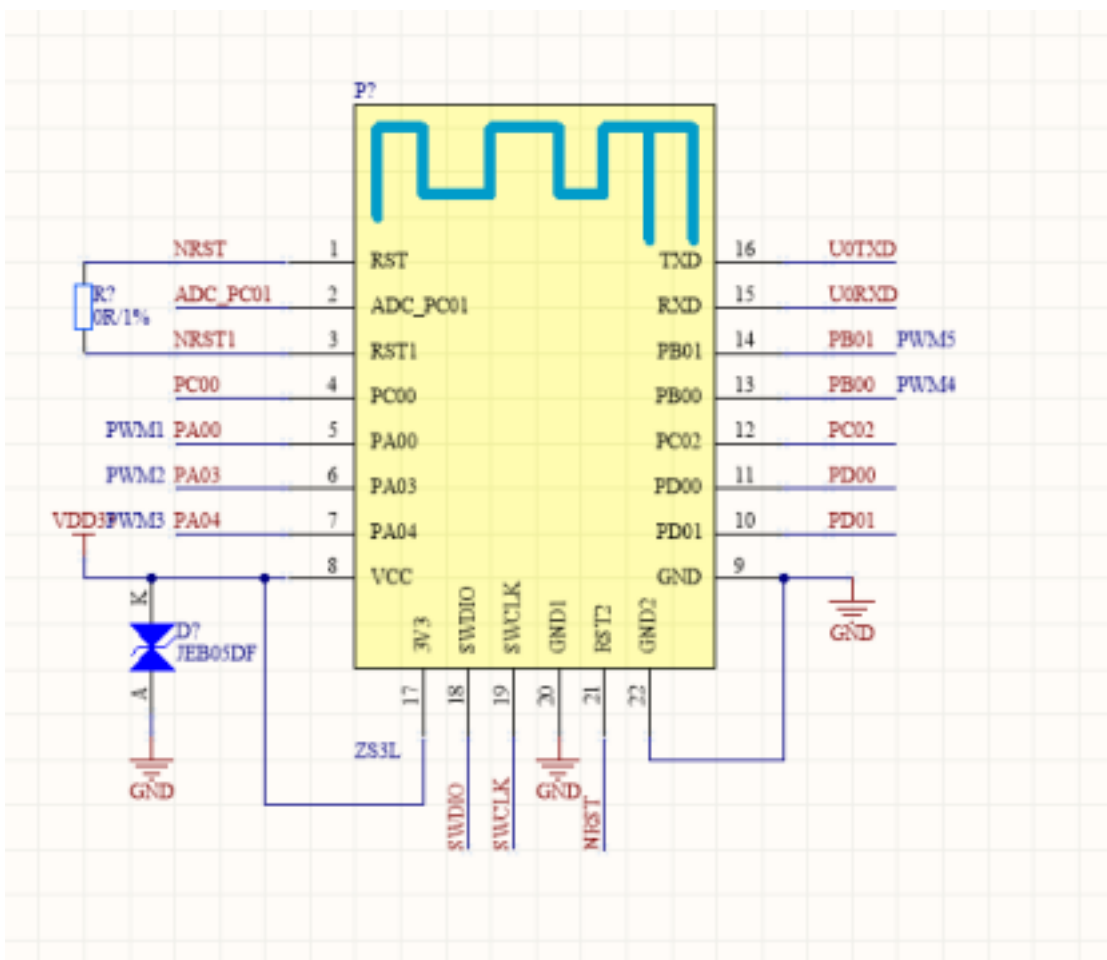 P?
NRST 1 RST TXD 16 U0TXD
R? ADC_PC01 2 ADC_PC01 RXD 15 U0RXD
0R/1%
NRST1 3 RST1 PB01 14 PB01 PWM5
PC00 4 PC00 PB00 13 PB00 PWM4
PWM1 PA00 5 PA00 PC02 12 PC02
PWM2 PA03 6 PA03 PD00 11 PD00
PWM3 PA04 7 PA04 PD01 10 PD01
8 VCC GND 9
K
D?
JEB05DF
A
GND
3V3 SWDIO SWCLK GND1 RST2 GND2
GND
17 18 19 20 21 22
ZS3L
SWDIO SWCLK GND NRST